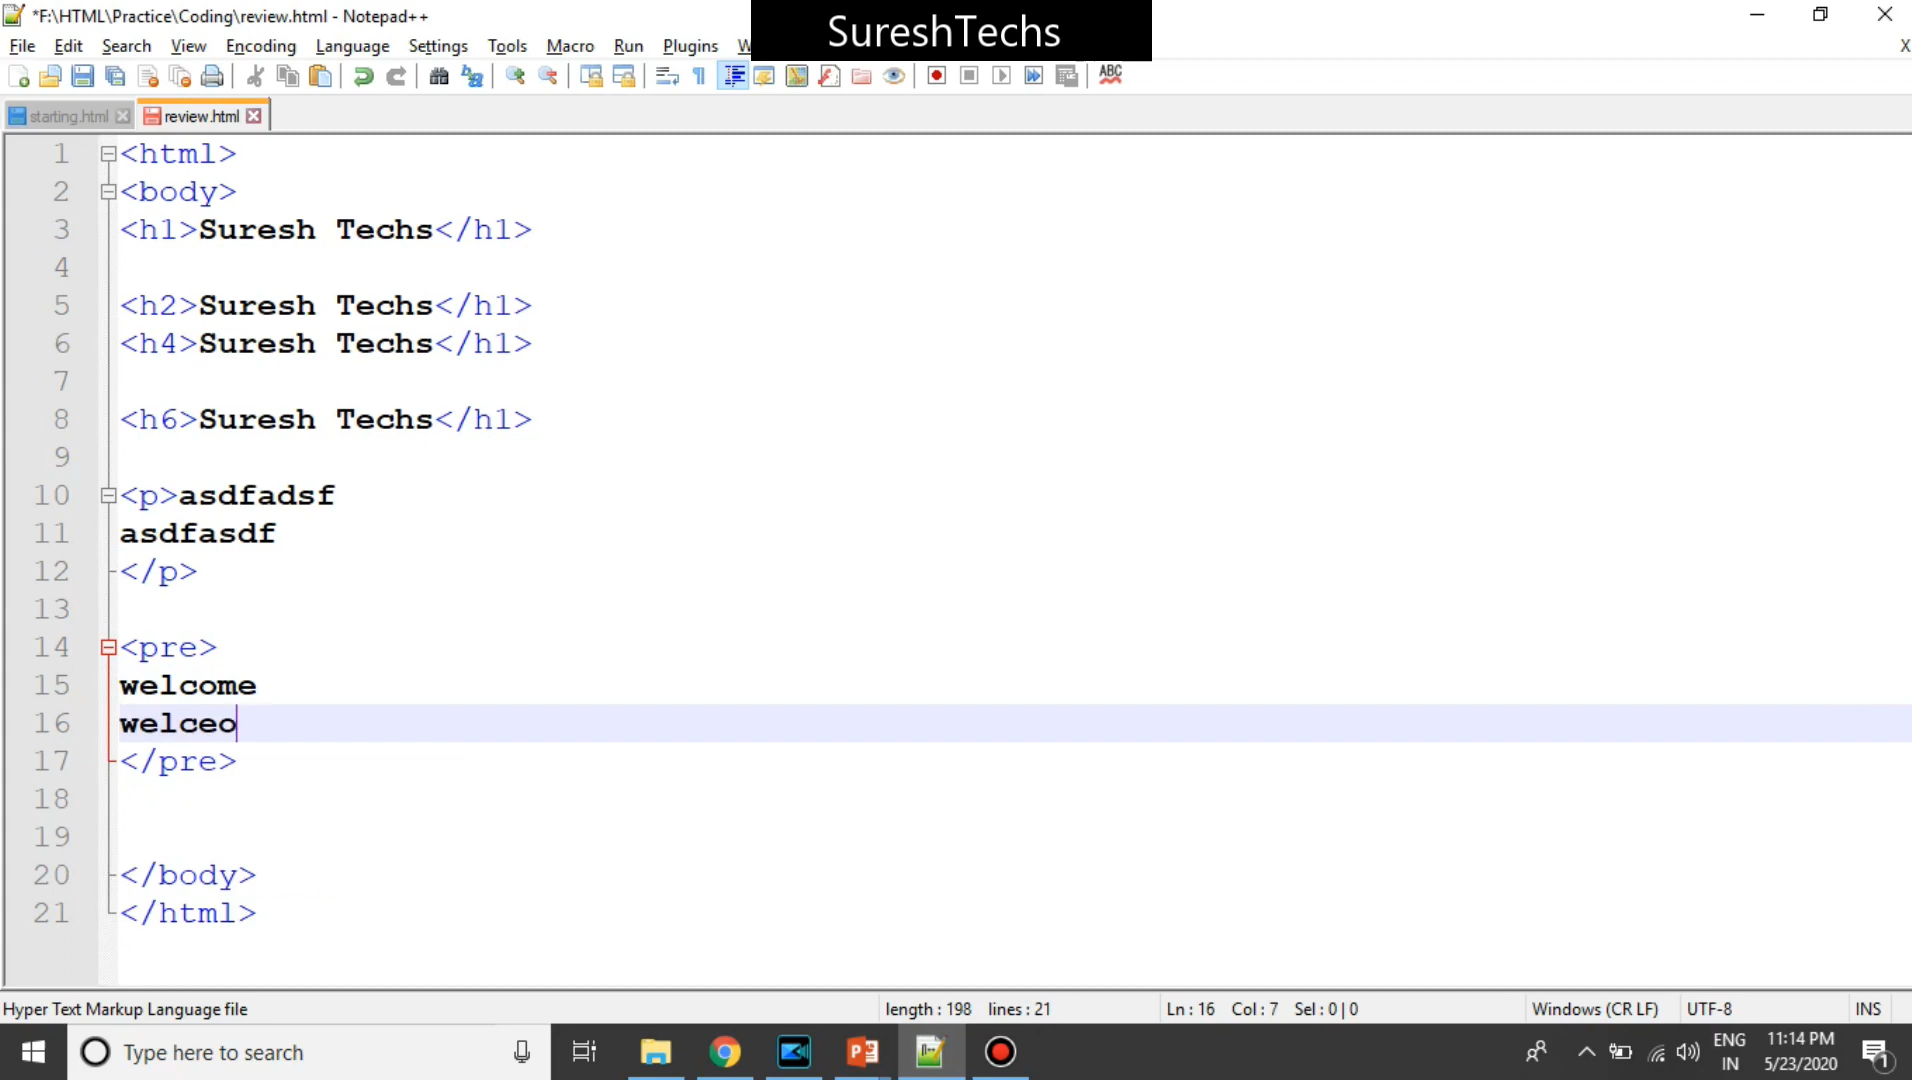 *F:\HTML\Practice\Coding\review.html - Notepad++
SureshTechs
File Edit Search View Encoding Language Settings Tools Macro Run Plugins W
X
ABC
starting.html review.html
1 <html>
2 <body>
3 <h1>Suresh Techs</h1>
4
5 <h2>Suresh Techs</h1>
6 <h4>Suresh Techs</h1>
7
8 <h6>Suresh Techs</h1>
9
10 <p>asdfadsf
11 asdfasdf
12 </p>
13
14 <pre>
15 welcome
16 welceo
17 </pre>
18
19
20 </body>
21 </html>
Hyper Text Markup Language file length : 198 lines : 21 Ln : 16 Col : 7 Sel : 0 | 0 Windows (CR LF) UTF-8 INS
Type here to search
ENG
IN
11:14 PM
5/23/2020
1